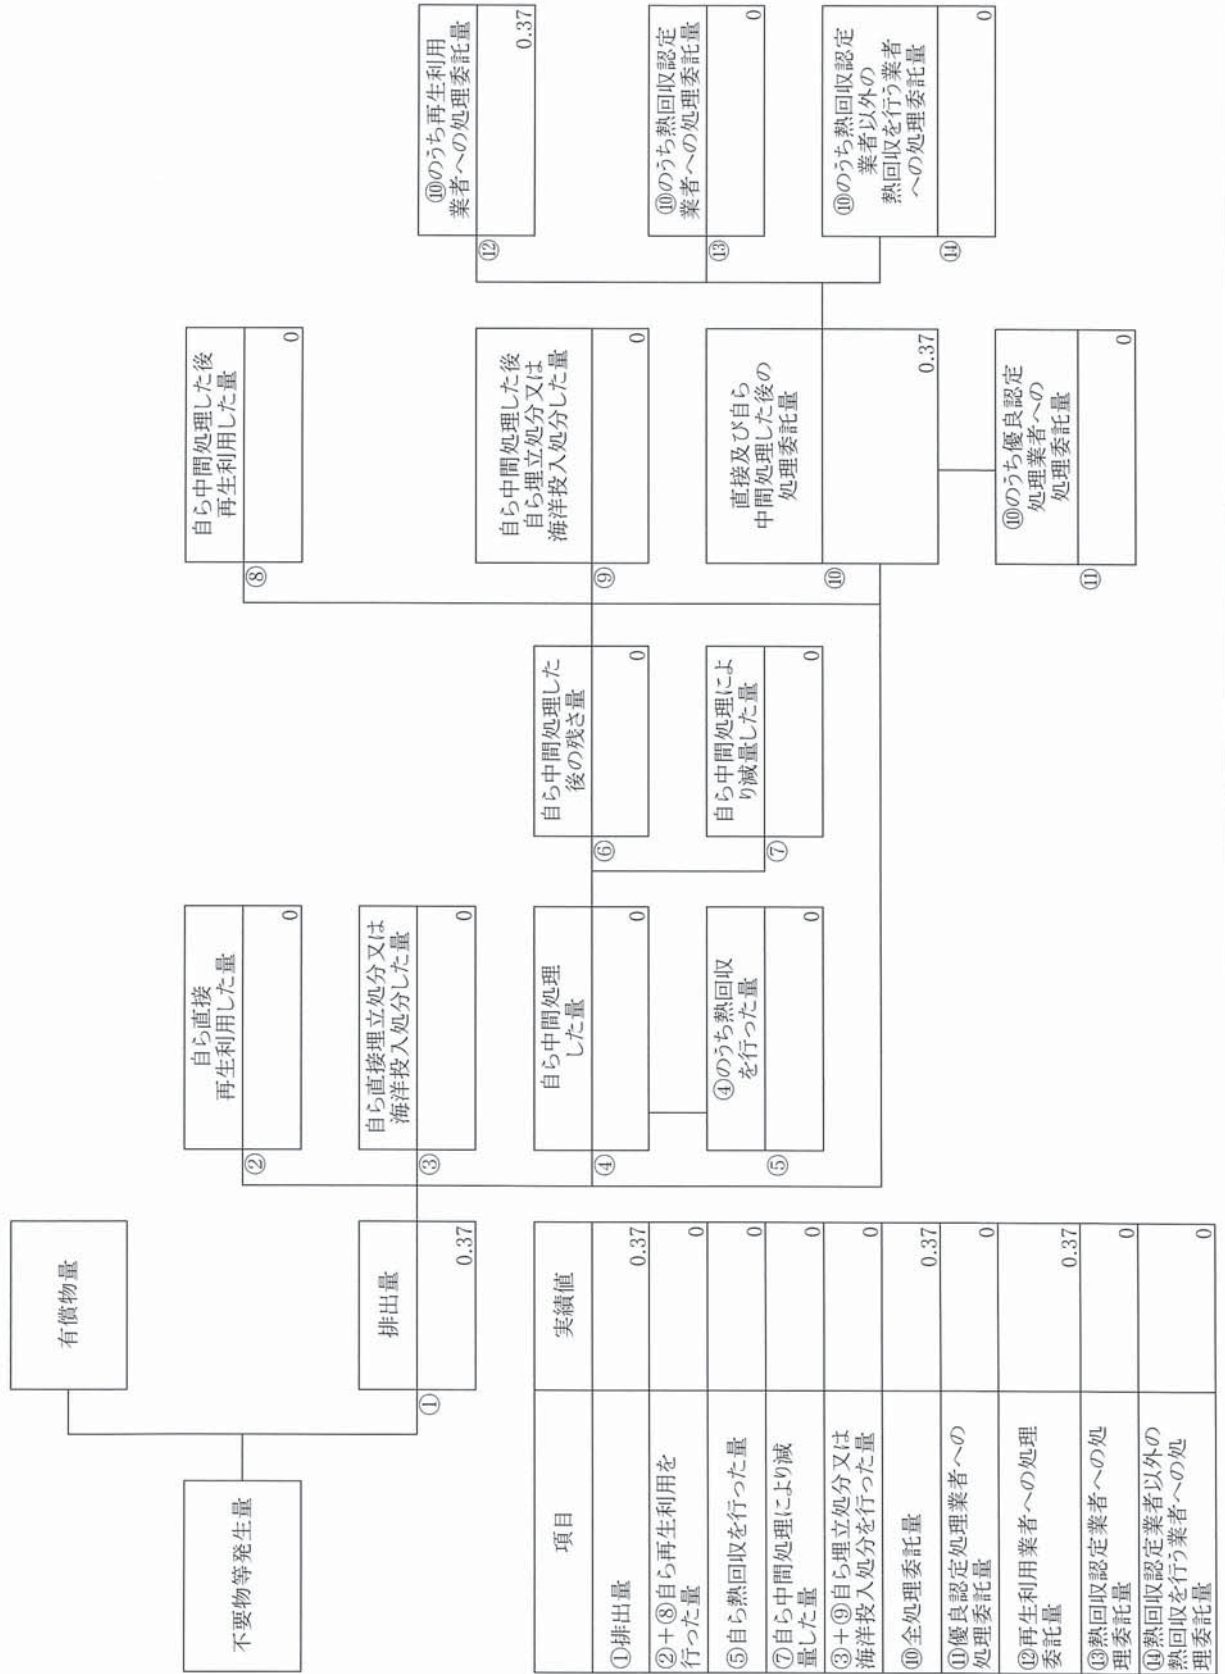 不要物等発生量
有償物量
①
排出量
0.37
②
自ら直接
再生利用した量
0
③
自ら直接埋立処分又は
海洋投入処分した量
0
④
自ら中間処理
した量
0
⑤
④のうち熱回収
を行った量
0
⑥
自ら中間処理した
後の残さ量
0
⑦
自ら中間処理によ
り減量した量
0
⑧
自ら中間処理した後
再生利用した量
0
⑨
自ら中間処理した後
自ら埋立処分又は
海洋投入処分した量
0
⑩
直接及び自ら
中間処理した後の
処理委託量
0.37
⑪
⑩のうち優良認定
処理業者への
処理委託量
0
⑫
⑩のうち再生利用
業者への処理委託量
0.37
⑬
⑩のうち熱回収認定
業者への処理委託量
0
⑭
⑩のうち熱回収認定
業者以外の
熱回収を行う業者
への処理委託量
0
項目
実績値
①排出量
0.37
②+⑧自ら再生利用を
行った量
0
⑤自ら熱回収を行った量
0
⑦自ら中間処理により減
量した量
0
③+⑨自ら埋立処分又は
海洋投入処分を行った量
0
⑩全処理委託量
0.37
⑪優良認定処理業者への
処理委託量
0
⑫再生利用業者への処理
委託量
0.37
⑬熱回収認定業者への処
理委託量
0
⑭熱回収認定業者以外の
熱回収を行う業者への処
理委託量
0